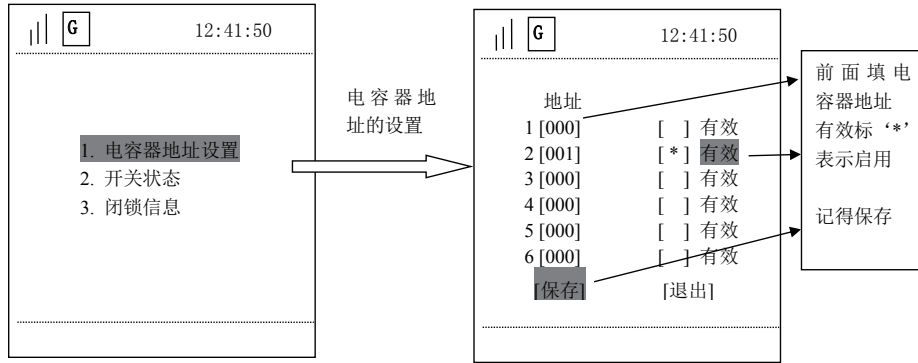 G 12:41:50
1. 电容器地址设置
2. 开关状态
3. 闭锁信息
电容器地
址的设置
G 12:41:50
地址
1 [000] [ ] 有效
2 [001] [*] 有效
3 [000] [ ] 有效
4 [000] [ ] 有效
5 [000] [ ] 有效
6 [000] [ ] 有效
[保存] [退出]
前面填电
容器地址
有效标‘*’
表示启用
记得保存